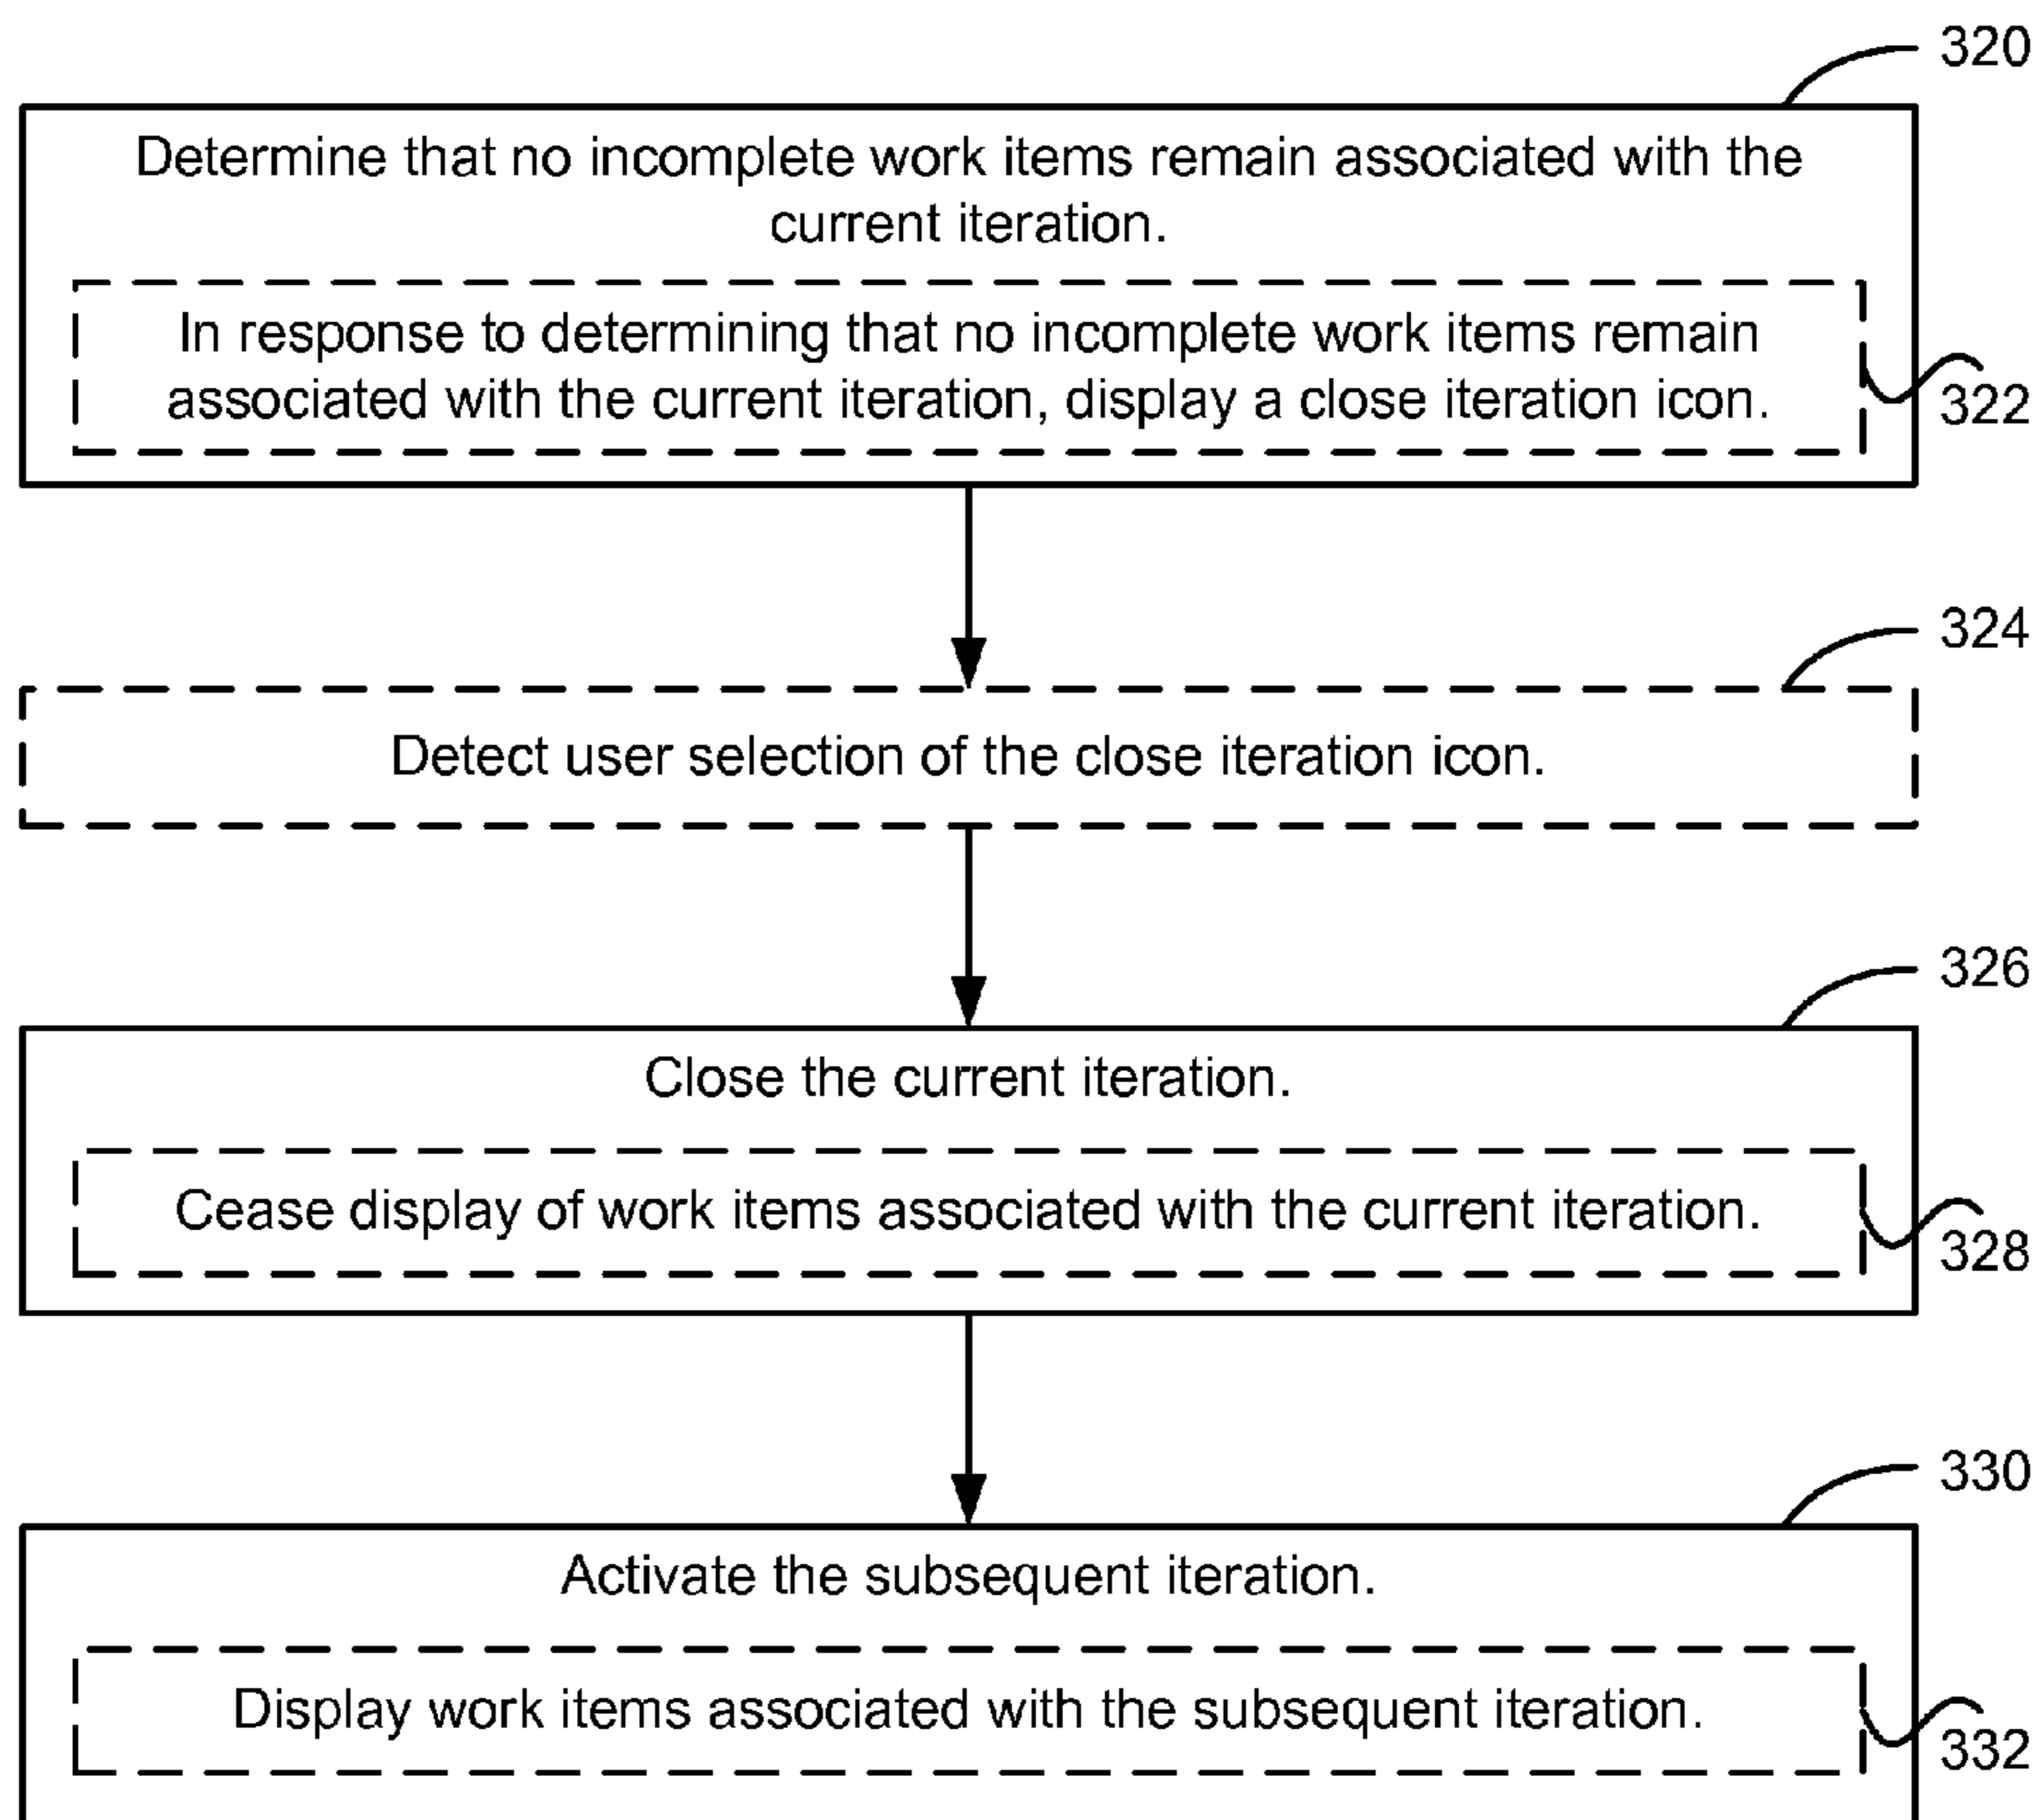 320
Determine that no incomplete work items remain associated with the
current iteration.
In response to determining that no incomplete work items remain
associated with the current iteration, display a close iteration icon.
322
324
Detect user selection of the close iteration icon.
326
Close the current iteration.
Cease display of work items associated with the current iteration.
328
330
Activate the subsequent iteration.
Display work items associated with the subsequent iteration.
332